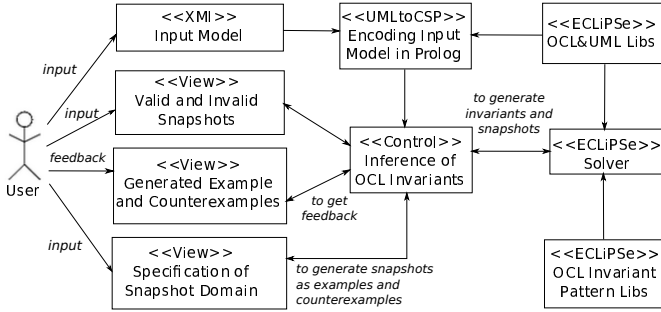 <<XMI>>
Input Model
<<UMLtoCSP>>
Encoding Input
Model in Prolog
<<ECLiPSe>>
OCL&UML Libs
input
<<View>>
Valid and Invalid
Snapshots
input
to generate
invariants and
snapshots
User
feedback
<<View>>
Generated Example
and Counterexamples
<<Control>>
Inference of
OCL Invariants
<<ECLiPSe>>
Solver
to get
feedback
input
<<View>>
Specification of
Snapshot Domain
to generate snapshots
as examples and
counterexamples
<<ECLiPSe>>
OCL Invariant
Pattern Libs